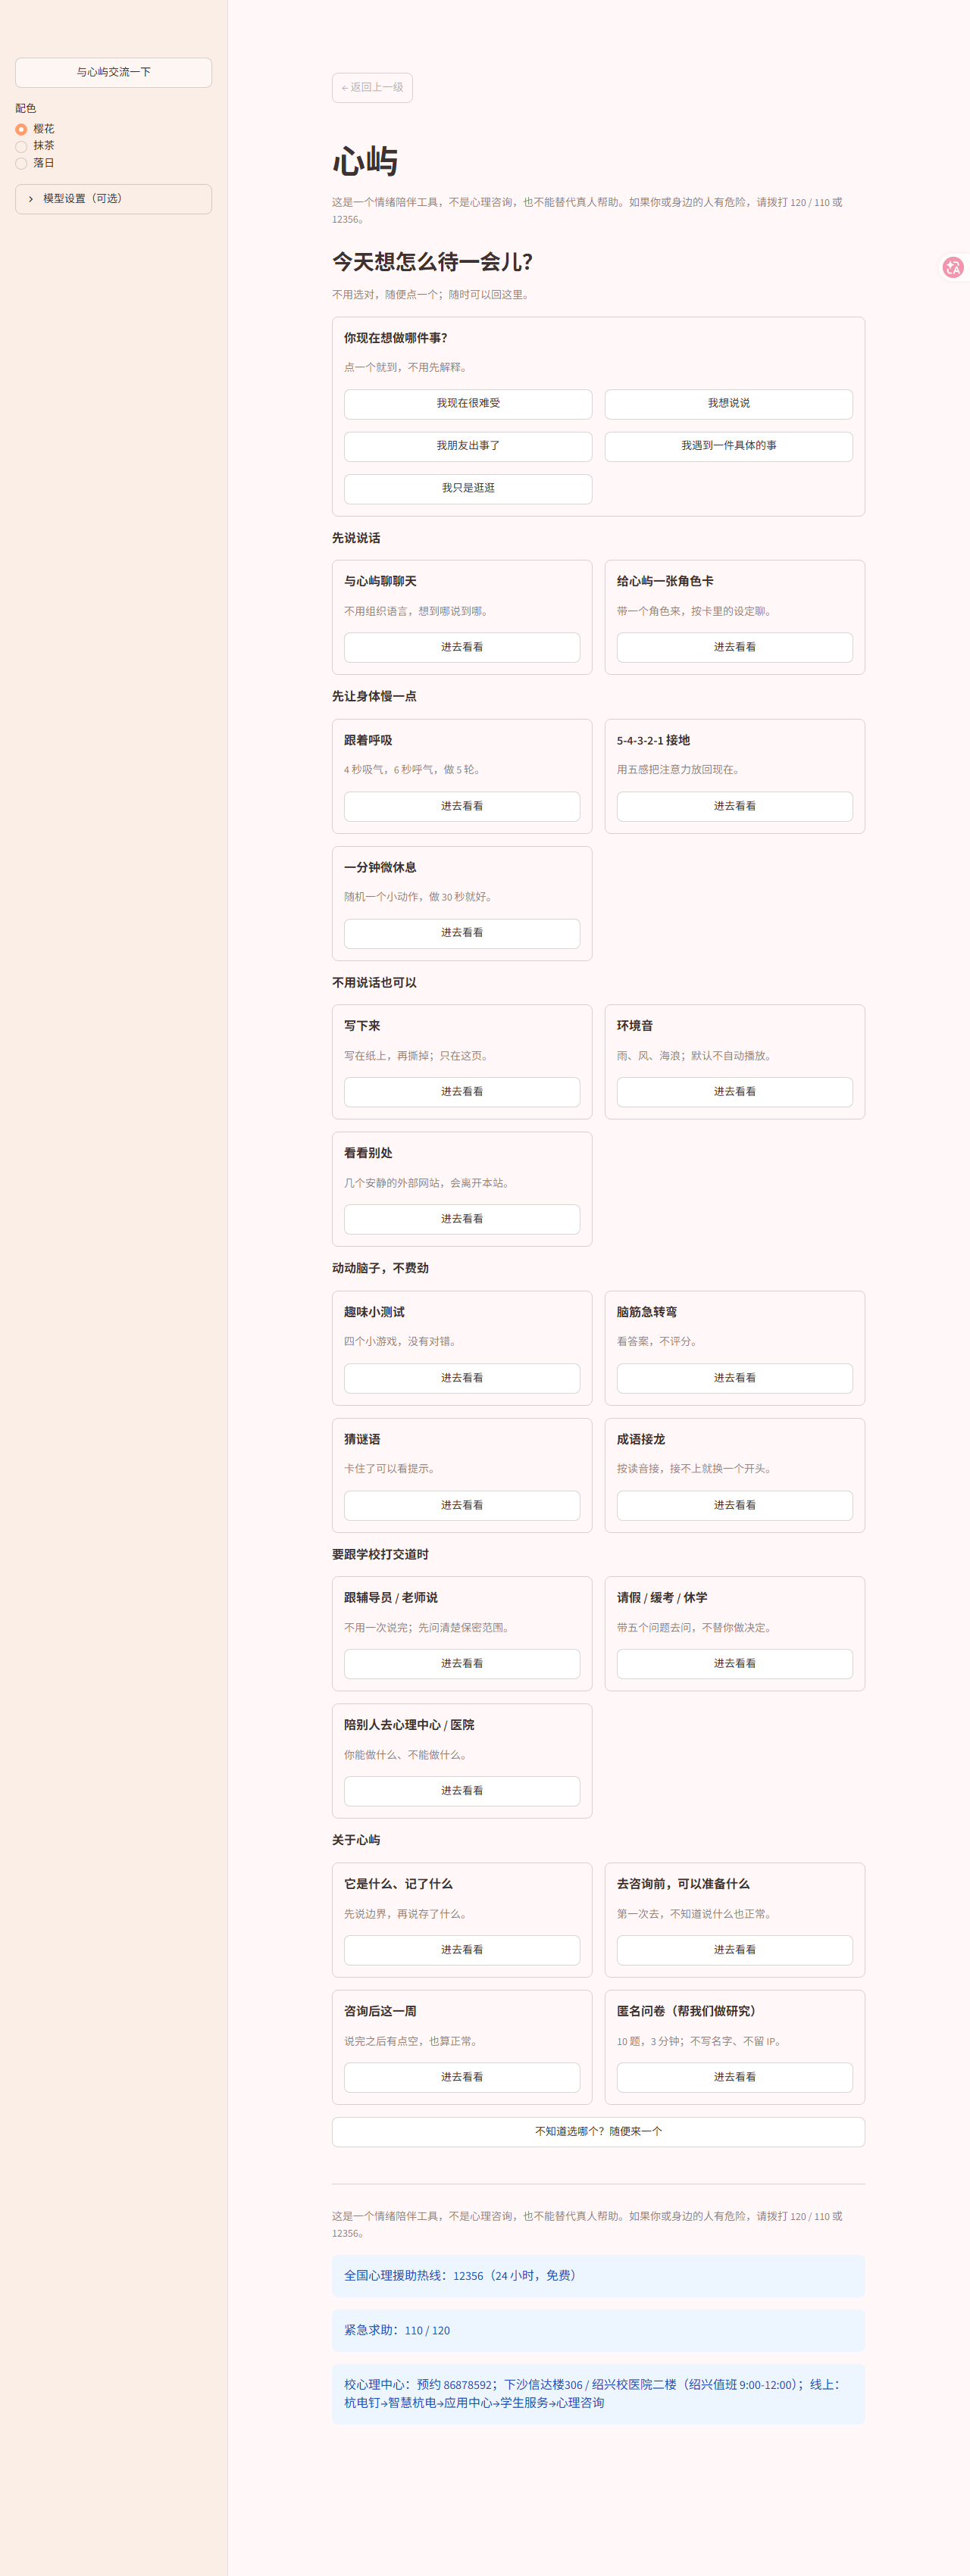 与心屿交流一下
配色
樱花
抹茶
落日
模型设置（可选）
← 返回上一级
心屿
这是一个情绪陪伴工具，不是心理咨询，也不能替代真人帮助。如果你或身边的人有危险，请拨打 120 / 110 或
12356。
今天想怎么待一会儿？
不用选对，随便点一个；随时可以回这里。
你现在想做哪件事？
点一个就到，不用先解释。
我现在很难受
我想说说
我朋友出事了
我遇到一件具体的事
我只是逛逛
先说说话
与心屿聊聊天
给心屿一张角色卡
不用组织语言，想到哪说到哪。
带一个角色来，按卡里的设定聊。
进去看看
进去看看
先让身体慢一点
跟着呼吸
5-4-3-2-1 接地
4 秒吸气，6 秒呼气，做 5 轮。
用五感把注意力放回现在。
进去看看
进去看看
一分钟微休息
随机一个小动作，做 30 秒就好。
进去看看
不用说话也可以
写下来
环境音
写在纸上，再撕掉；只在这页。
雨、风、海浪；默认不自动播放。
进去看看
进去看看
看看别处
几个安静的外部网站，会离开本站。
进去看看
动动脑子，不费劲
趣味小测试
脑筋急转弯
四个小游戏，没有对错。
看答案，不评分。
进去看看
进去看看
猜谜语
成语接龙
卡住了可以看提示。
按读音接，接不上就换一个开头。
进去看看
进去看看
要跟学校打交道时
跟辅导员 / 老师说
请假 / 缓考 / 休学
不用一次说完；先问清楚保密范围。
带五个问题去问，不替你做决定。
进去看看
进去看看
陪别人去心理中心 / 医院
你能做什么、不能做什么。
进去看看
关于心屿
它是什么、记了什么
去咨询前，可以准备什么
先说边界，再说存了什么。
第一次去，不知道说什么也正常。
进去看看
进去看看
咨询后这一周
匿名问卷（帮我们做研究）
说完之后有点空，也算正常。
10 题，3 分钟；不写名字、不留 IP。
进去看看
进去看看
不知道选哪个？随便来一个
这是一个情绪陪伴工具，不是心理咨询，也不能替代真人帮助。如果你或身边的人有危险，请拨打 120 / 110 或
12356。
全国心理援助热线：12356（24 小时，免费）
紧急求助：110 / 120
校心理中心：预约 86878592；下沙信达楼306 / 绍兴校医院二楼（绍兴值班 9:00-12:00）；线上：
杭电钉→智慧杭电→应用中心→学生服务→心理咨询